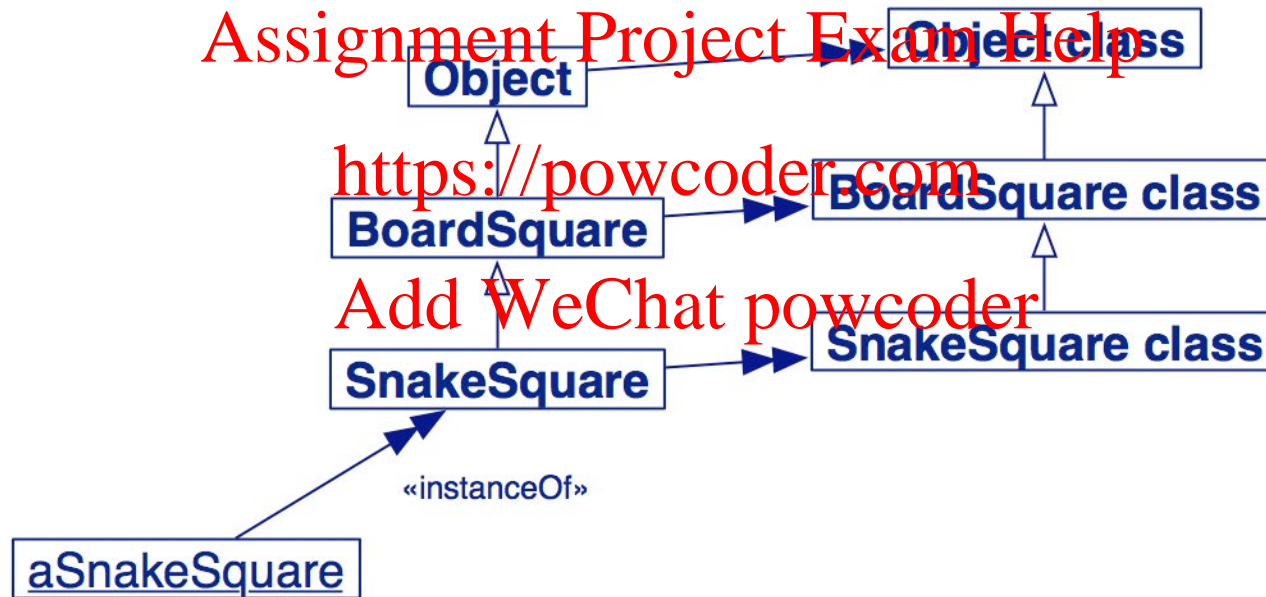 Assignment Project Exam Help
Object class
Object
https://powcoder.com
BoardSquare class
BoardSquare
Add WeChat powcoder
SnakeSquare class
SnakeSquare
«instanceOf»
aSnakeSquare